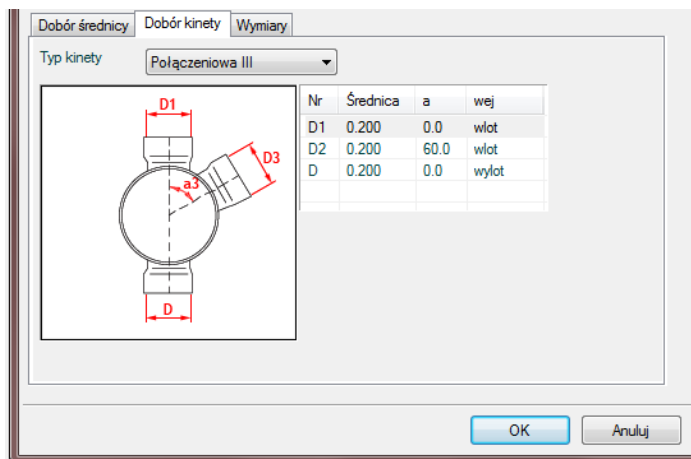 Dobór średnicy Dobór kinety Wymiary
Typ kinety Połączeniowa III
D1
D3
a3
D
Nr Średnica a wej
D1 0.200 0.0 wlot
D2 0.200 60.0 wlot
D 0.200 0.0 wylot
OK Anuluj